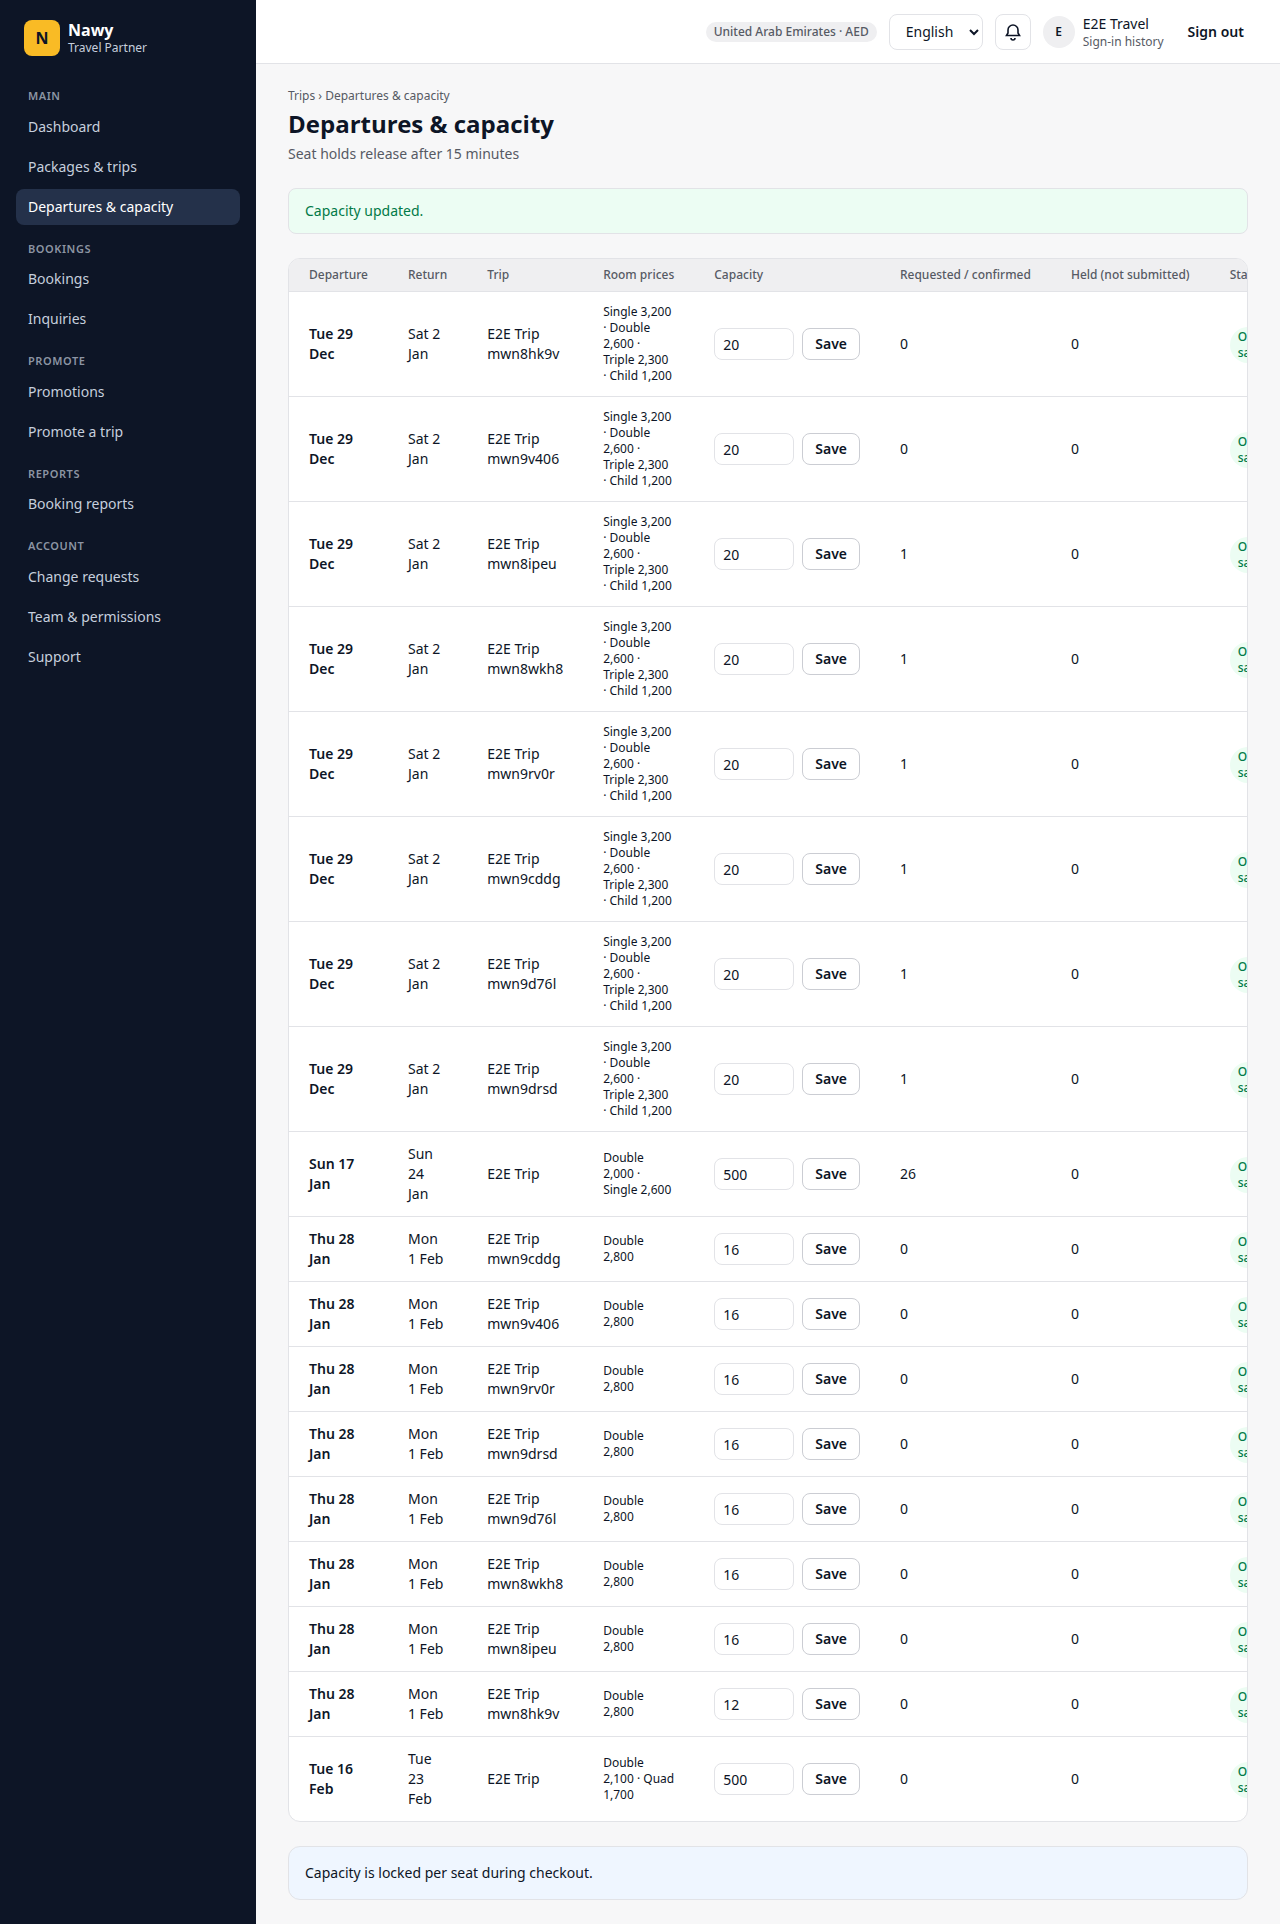 N
Nawy
Travel Partner
MAIN
Dashboard
Packages & trips
Departures & capacity
BOOKINGS
Bookings
Inquiries
PROMOTE
Promotions
Promote a trip
REPORTS
Booking reports
ACCOUNT
Change requests
Team & permissions
Support
United Arab Emirates · AED
English
E
E2E Travel
Sign-in history
Sign out
Trips › Departures & capacity
Departures & capacity
Seat holds release after 15 minutes
Capacity updated.
Departure Return Trip Room prices Capacity Requested / confirmed Held (not submitted)
Tue 29 Dec Sat 2 Jan E2E Trip mwn8hk9v Single 3,200 · Double 2,600 · Triple 2,300 · Child 1,200 20 Save 0 0
Tue 29 Dec Sat 2 Jan E2E Trip mwn9v406 Single 3,200 · Double 2,600 · Triple 2,300 · Child 1,200 20 Save 0 0
Tue 29 Dec Sat 2 Jan E2E Trip mwn8ipeu Single 3,200 · Double 2,600 · Triple 2,300 · Child 1,200 20 Save 1 0
Tue 29 Dec Sat 2 Jan E2E Trip mwn8wkh8 Single 3,200 · Double 2,600 · Triple 2,300 · Child 1,200 20 Save 1 0
Tue 29 Dec Sat 2 Jan E2E Trip mwn9rv0r Single 3,200 · Double 2,600 · Triple 2,300 · Child 1,200 20 Save 1 0
Tue 29 Dec Sat 2 Jan E2E Trip mwn9cddg Single 3,200 · Double 2,600 · Triple 2,300 · Child 1,200 20 Save 1 0
Tue 29 Dec Sat 2 Jan E2E Trip mwn9d76l Single 3,200 · Double 2,600 · Triple 2,300 · Child 1,200 20 Save 1 0
Tue 29 Dec Sat 2 Jan E2E Trip mwn9drsd Single 3,200 · Double 2,600 · Triple 2,300 · Child 1,200 20 Save 1 0
Sun 17 Jan Sun 24 Jan E2E Trip Double 2,000 · Single 2,600 500 Save 26 0
Thu 28 Jan Mon 1 Feb E2E Trip mwn9cddg Double 2,800 16 Save 0 0
Thu 28 Jan Mon 1 Feb E2E Trip mwn9v406 Double 2,800 16 Save 0 0
Thu 28 Jan Mon 1 Feb E2E Trip mwn9rv0r Double 2,800 16 Save 0 0
Thu 28 Jan Mon 1 Feb E2E Trip mwn9drsd Double 2,800 16 Save 0 0
Thu 28 Jan Mon 1 Feb E2E Trip mwn9d76l Double 2,800 16 Save 0 0
Thu 28 Jan Mon 1 Feb E2E Trip mwn8wkh8 Double 2,800 16 Save 0 0
Thu 28 Jan Mon 1 Feb E2E Trip mwn8ipeu Double 2,800 16 Save 0 0
Thu 28 Jan Mon 1 Feb E2E Trip mwn8hk9v Double 2,800 12 Save 0 0
Tue 16 Feb Tue 23 Feb E2E Trip Double 2,100 · Quad 1,700 500 Save 0 0
Capacity is locked per seat during checkout.